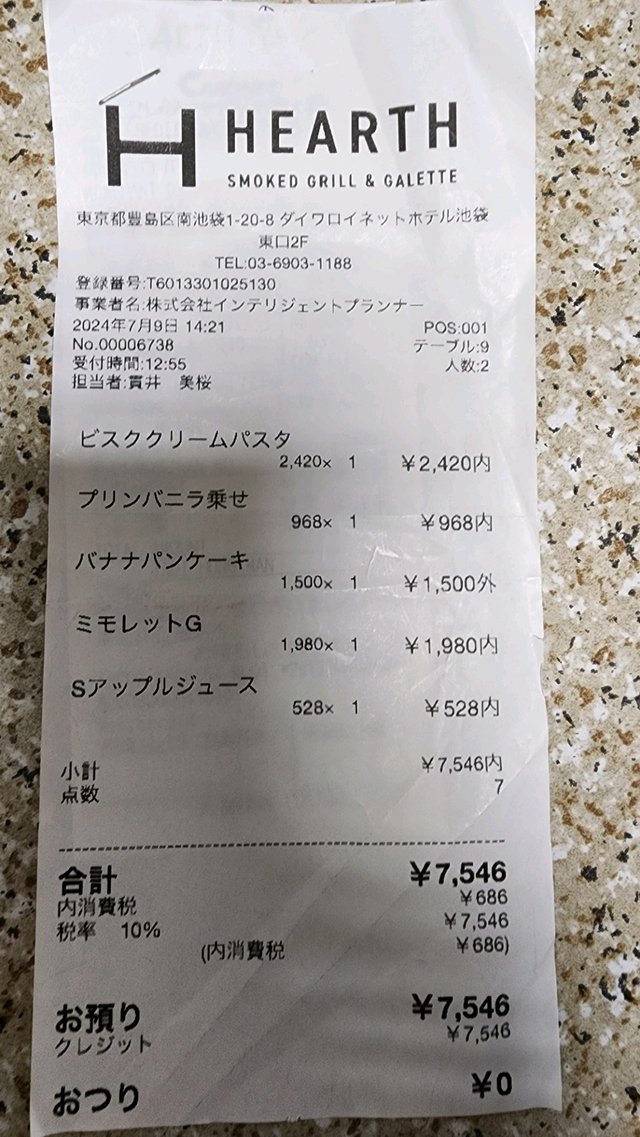 HEARTH
SMOKED GRILL & GALETTE
東京都豊島区南池袋1-20-8 ダイワロイネットホテル池袋
東口2F
TEL:03-6903-1188
登録番号:T6013301025130
事業者名:株式会社インテリジェントプランナー
2024年7月9日 14:21 POS:001
No.00006738 テーブル:9
受付時間:12:55 人数:2
担当者:貫井 美桜
ビスククリームパスタ
2,420× 1 ¥2,420内
プリンバニラ乗せ
968× 1 ¥968内
バナナパンケーキ
1,500× 1 ¥1,500外
ミモレットG
1,980× 1 ¥1,980内
Sアップルジュース
528× 1 ¥528内
小計 ¥7,546内
点数 7
合計 ¥7,546
内消費税 ¥686
税率 10% ¥7,546
(内消費税 ¥686)
お預り ¥7,546
クレジット ¥7,546
おつり ¥0